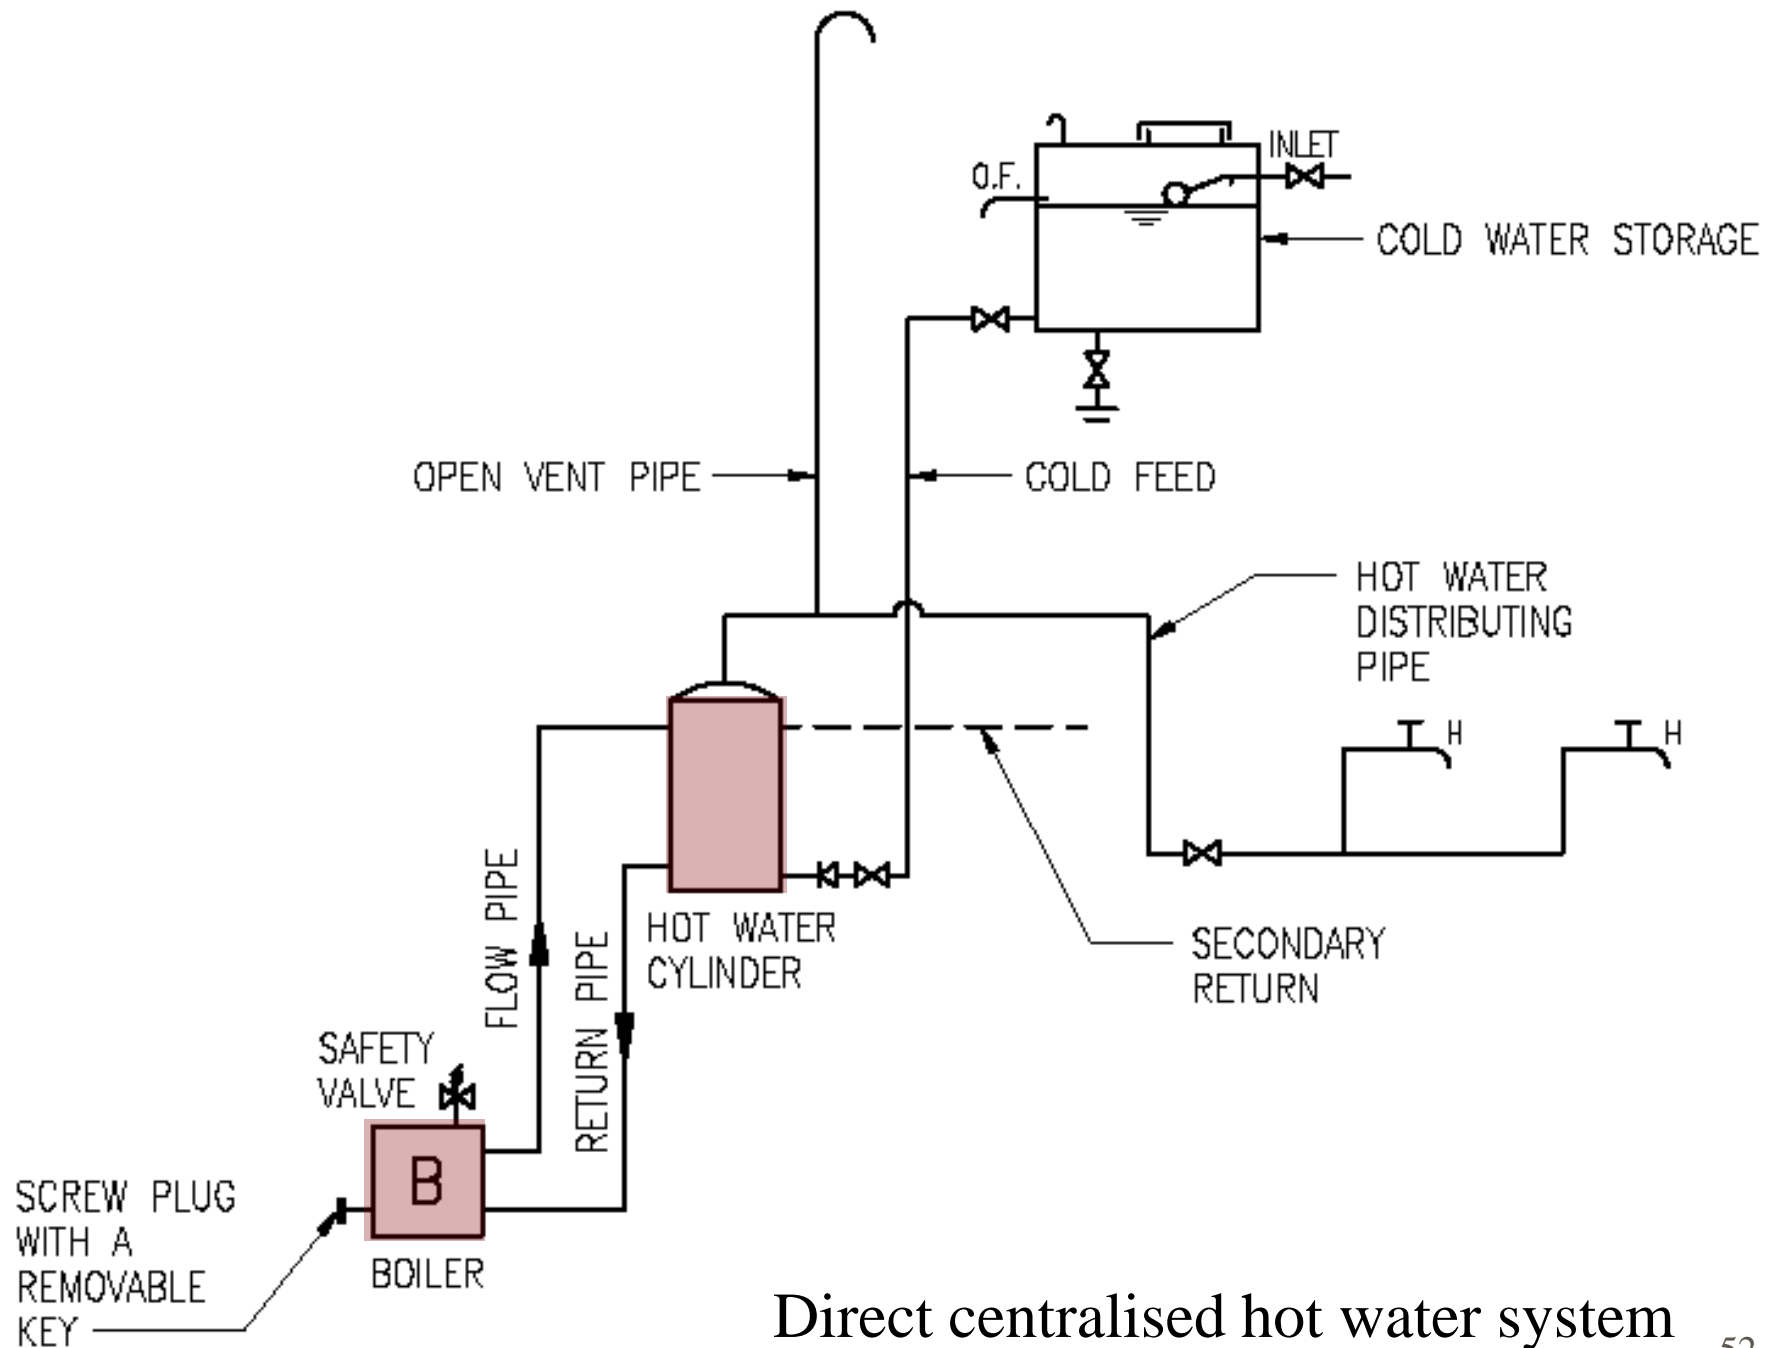 INLET
O.F.
COLD WATER STORAGE
OPEN VENT PIPE
COLD FEED
HOT WATER
DISTRIBUTING
PIPE
H
H
FLOW PIPE
RETURN PIPE
HOT WATER
CYLINDER
SECONDARY
RETURN
SAFETY
VALVE
B
SCREW PLUG
WITH A
REMOVABLE
KEY
BOILER
Direct centralised hot water system
52